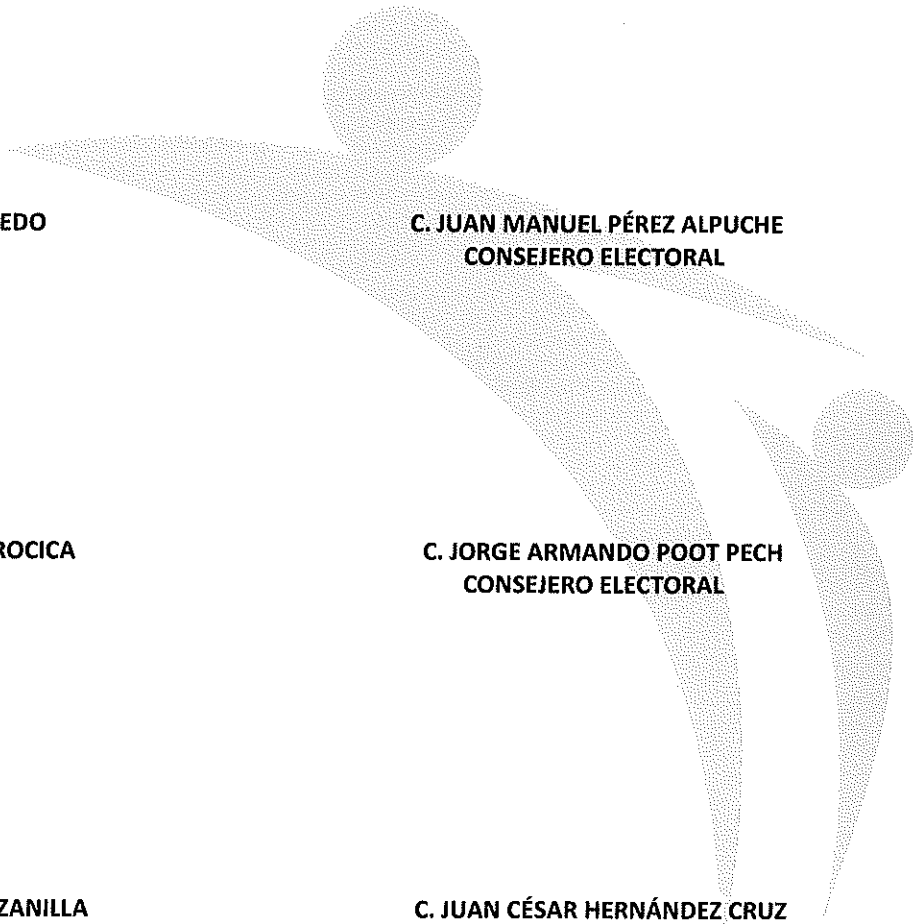 EDO
C. JUAN MANUEL PÉREZ ALPUCHE
CONSEJERO ELECTORAL
ROCICA
C. JORGE ARMANDO POOT PECH
CONSEJERO ELECTORAL
ZANILLA
C. JUAN CÉSAR HERNÁNDEZ CRUZ